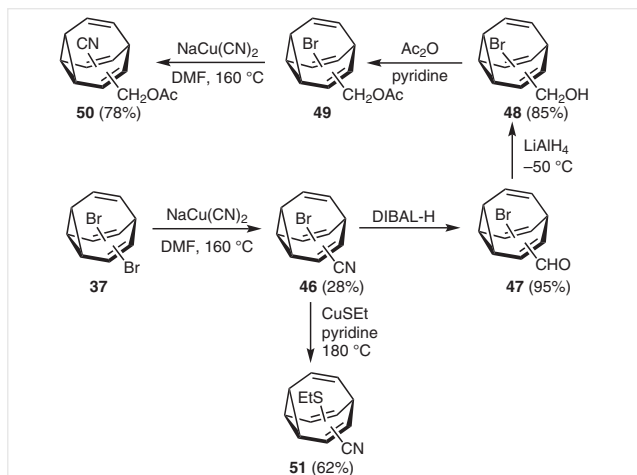 CN
CH2OAc
50 (78%)
NaCu(CN)2
DMF, 160 °C
Br
CH2OAc
49
Ac2O
pyridine
Br
CH2OH
48 (85%)
LiAlH4
–50 °C
Br
Br
37
NaCu(CN)2
DMF, 160 °C
Br
CN
46 (28%)
DIBAL-H
Br
CHO
47 (95%)
CuSEt
pyridine
180 °C
EtS
CN
51 (62%)